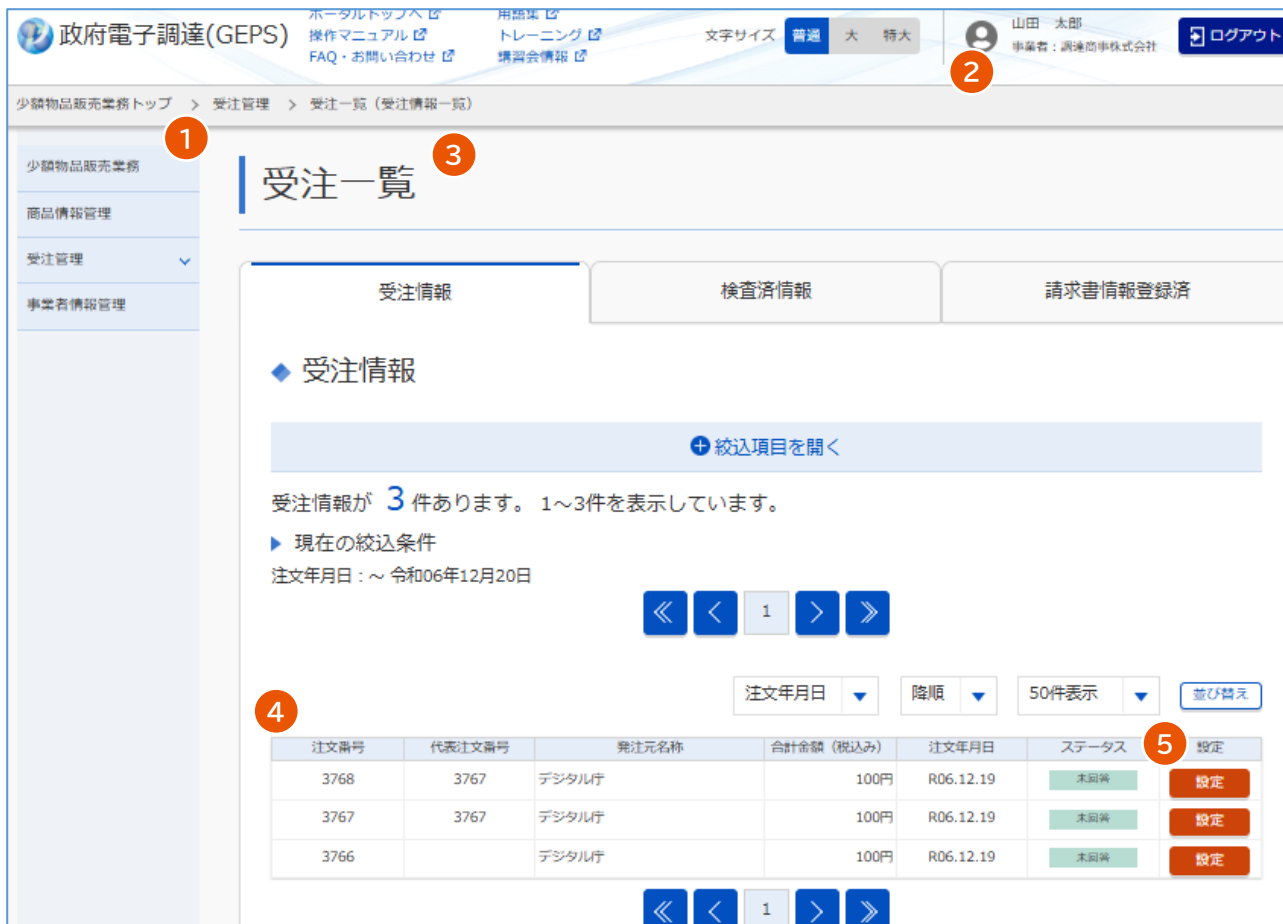 政府電子調達(GEPS)
ポータルトップへ
操作マニュアル
FAQ・お問い合わせ
用語集
トレーニング
講習会情報
文字サイズ 普通 大 特大
山田 太郎
事業者：調達商事株式会社
ログアウト
2
少額物品販売業務トップ > 受注管理 > 受注一覧（受注情報一覧）
1
3
少額物品販売業務
商品情報管理
受注管理
事業者情報管理
受注一覧
受注情報 検査済情報 請求書情報登録済
受注情報
絞込項目を開く
受注情報が 3 件あります。 1～3件を表示しています。
現在の絞込条件
注文年月日：～ 令和06年12月20日
1
注文年月日 降順 50件表示 並び替え
4
5
注文番号 代表注文番号 発注元名称 合計金額（税込み） 注文年月日 ステータス 設定
3768 3767 デジタル庁 100円 R06.12.19 未回答 設定
3767 3767 デジタル庁 100円 R06.12.19 未回答 設定
3766 デジタル庁 100円 R06.12.19 未回答 設定
1